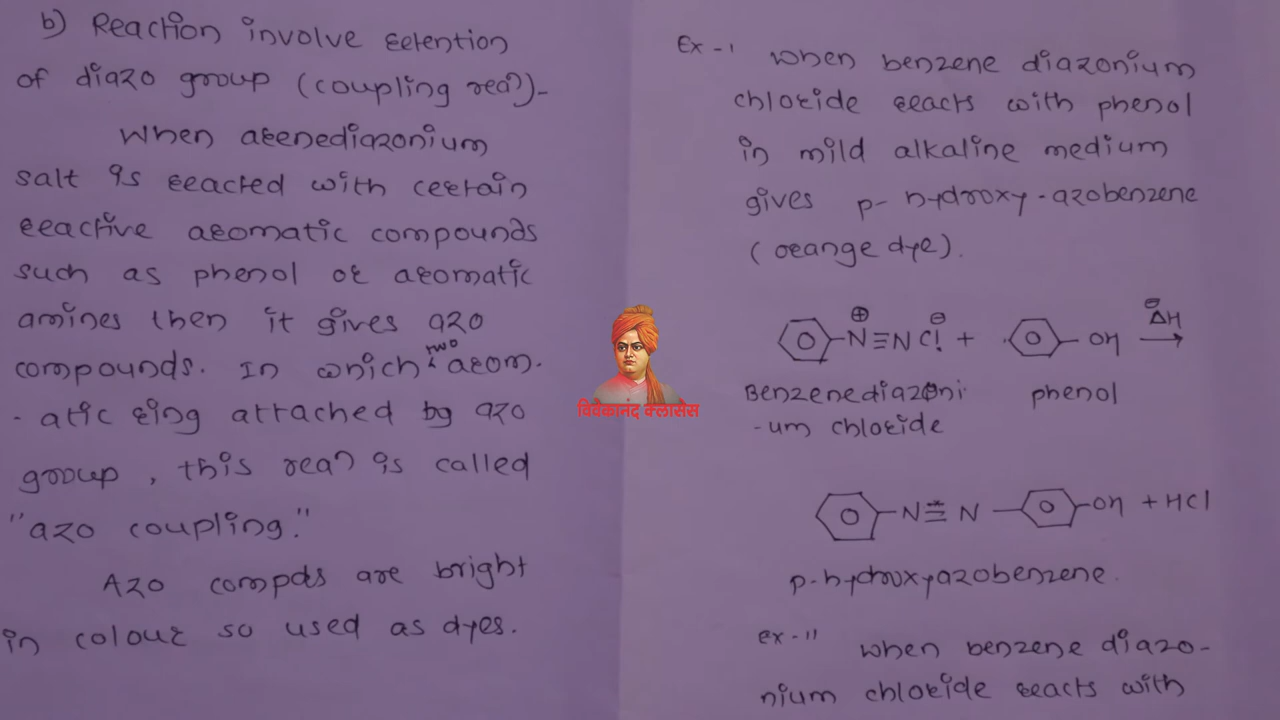 b) Reaction involve retention
of diazo group (coupling rean)-
When arenediazonium
salt is reacted with certain
reactive aromatic compounds
such as phenol or aromatic
amines then it gives azo
compounds. In which two arom.
- atic ring attached by azo
group, this rean is called
"azo coupling."
Azo compds are bright
in colour so used as dyes.
Ex-I When benzene diazonium
chloride reacts with phenol
in mild alkaline medium
gives p-hydroxy-azobenzene
(orange dye).
N≡N Cl + OH
⊕ ⊖ ⊖
Benzenediazoni phenol
-um chloride
N N OH + HCl
p-hydroxyazobenzene.
ex-II when benzene diazo-
nium chloride reacts with
विवेकानंद क्लासेस